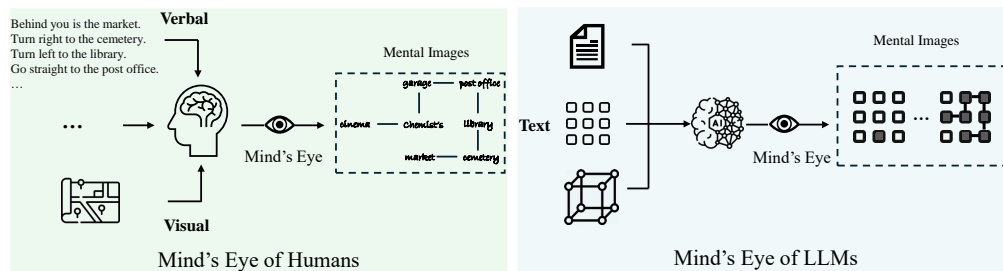 Behind you is the market.
Turn right to the cemetery.
Turn left to the library.
Go straight to the post office.
…
Verbal
...
Visual
Mind's Eye
Mental Images
garage post office
cinema Chemist's library
market cemetery
Mind's Eye of Humans
Text
AI
Mind's Eye
Mental Images
...
Mind's Eye of LLMs